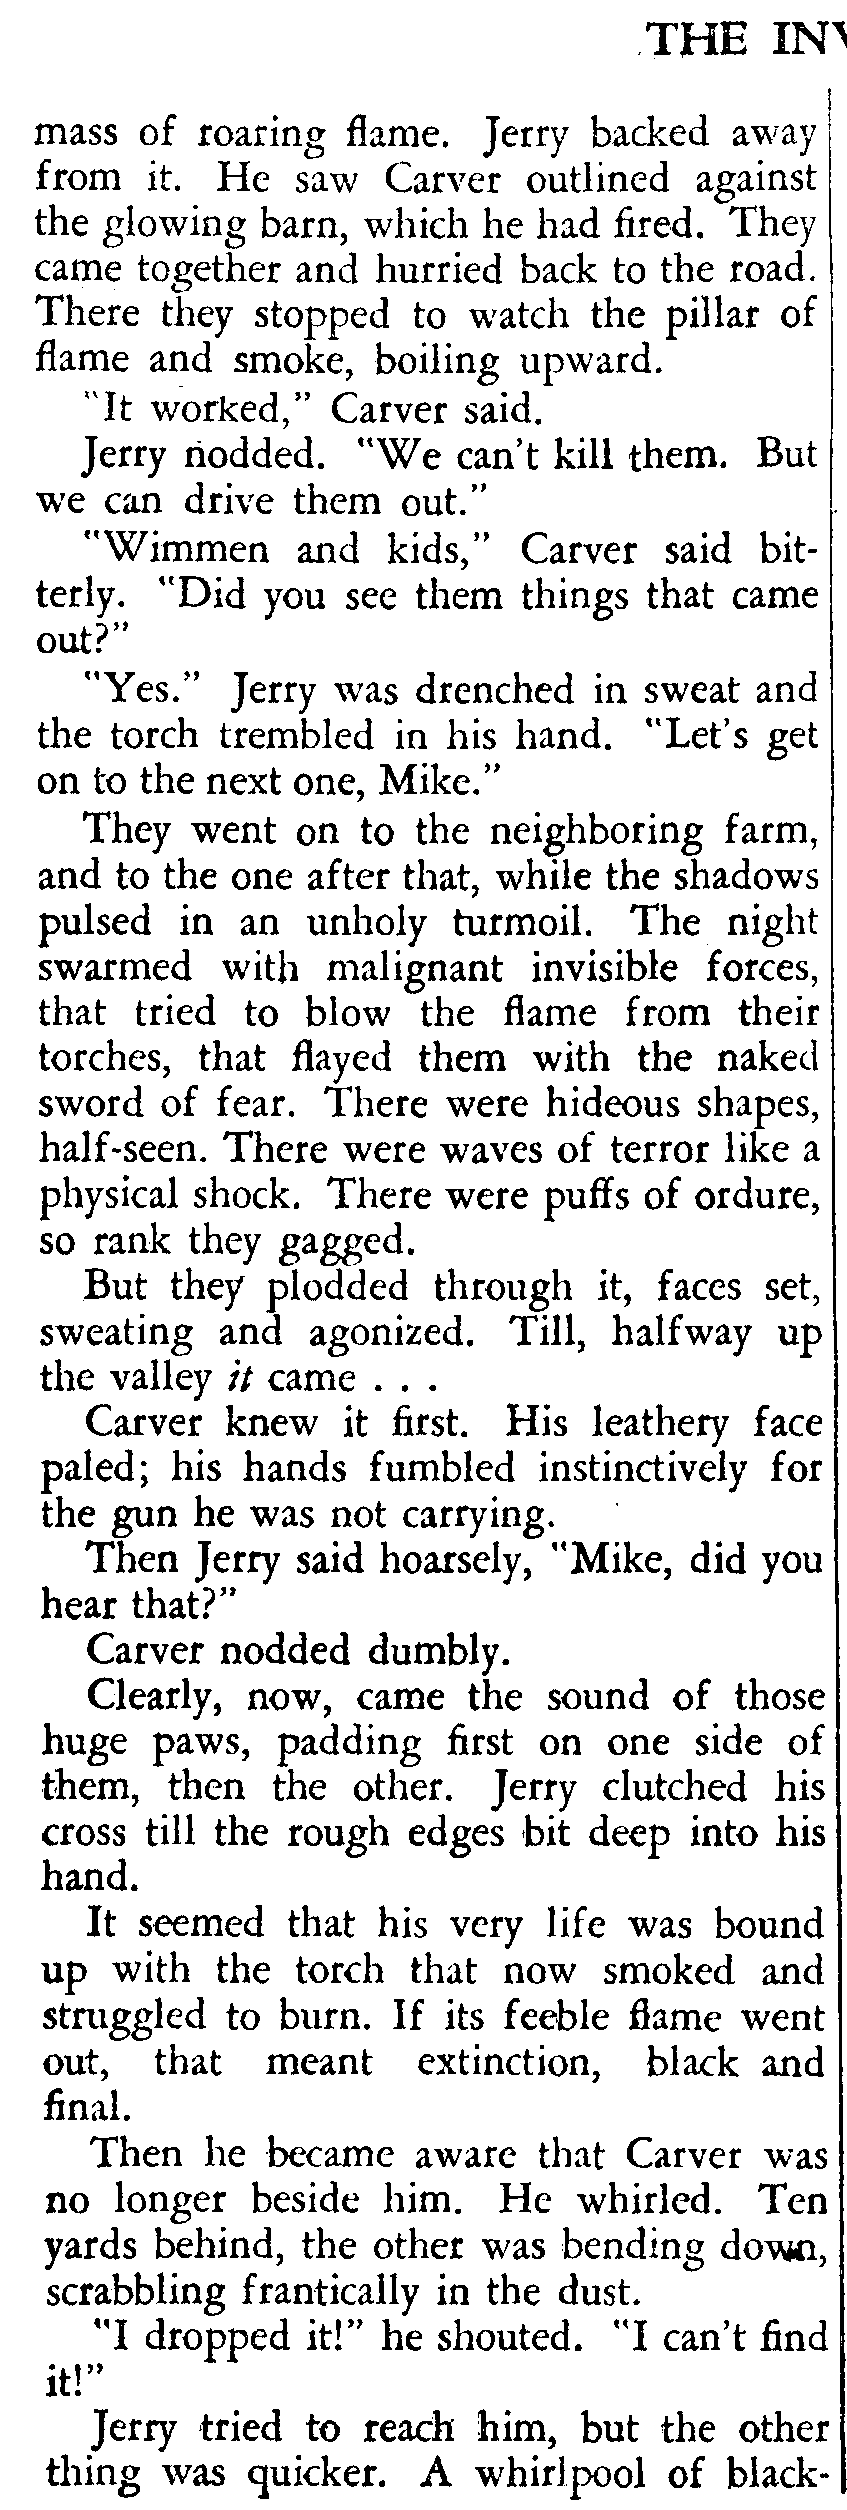 THE INV
mass of roaring flame. Jerry backed away
from it. He saw Carver outlined against
the glowing barn, which he had fired. They
came together and hurried back to the road.
There they stopped to watch the pillar of
flame and smoke, boiling upward.
"It worked," Carver said.
Jerry nodded. "We can't kill them. But
we can drive them out."
"Wimmen and kids," Carver said bit-
terly. "Did you see them things that came
out?"
"Yes." Jerry was drenched in sweat and
the torch trembled in his hand. "Let's get
on to the next one, Mike."
They went on to the neighboring farm,
and to the one after that, while the shadows
pulsed in an unholy turmoil. The night
swarmed with malignant invisible forces,
that tried to blow the flame from their
torches, that flayed them with the naked
sword of fear. There were hideous shapes,
half-seen. There were waves of terror like a
physical shock. There were puffs of ordure,
so rank they gagged.
But they plodded through it, faces set,
sweating and agonized. Till, halfway up
the valley it came . . .
Carver knew it first. His leathery face
paled; his hands fumbled instinctively for
the gun he was not carrying.
Then Jerry said hoarsely, "Mike, did you
hear that?"
Carver nodded dumbly.
Clearly, now, came the sound of those
huge paws, padding first on one side of
them, then the other. Jerry clutched his
cross till the rough edges bit deep into his
hand.
It seemed that his very life was bound
up with the torch that now smoked and
struggled to burn. If its feeble flame went
out, that meant extinction, black and
final.
Then he became aware that Carver was
no longer beside him. He whirled. Ten
yards behind, the other was bending down,
scrabbling frantically in the dust.
"I dropped it!" he shouted. "I can't find
it!"
Jerry tried to reach him, but the other
thing was quicker. A whirlpool of black-